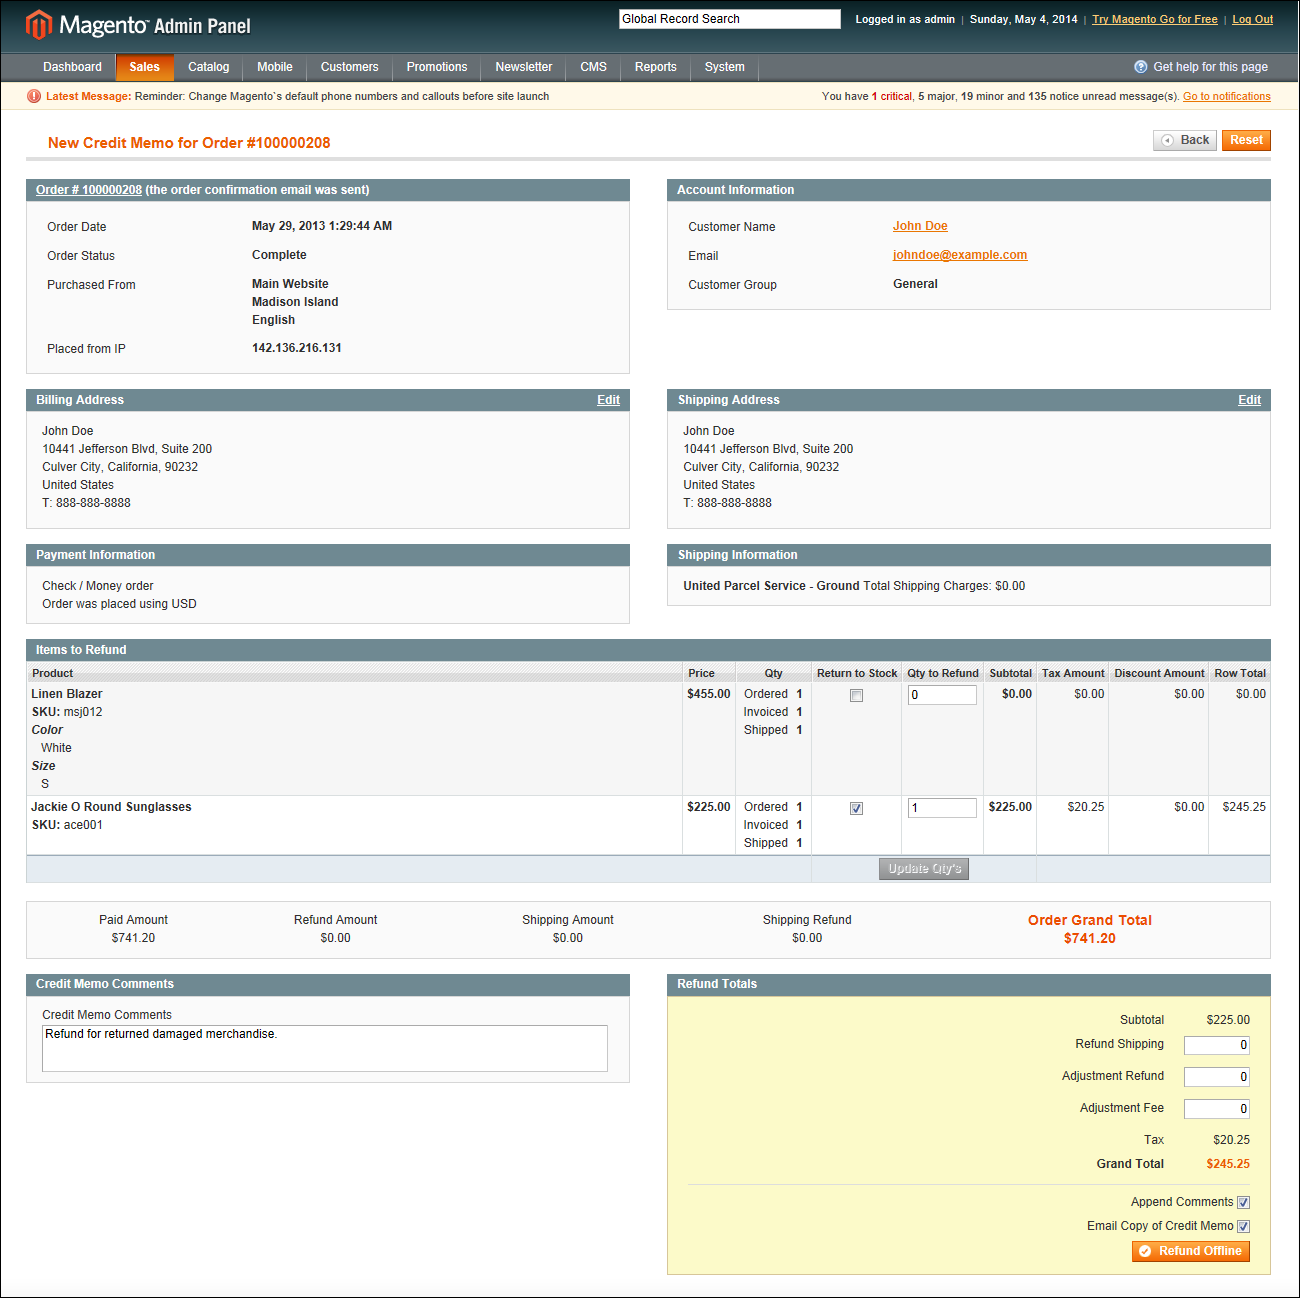 Magento™ Admin Panel
Global Record Search
Logged in as admin | Sunday, May 4, 2014 | Try Magento Go for Free | Log Out
Dashboard Sales Catalog Mobile Customers Promotions Newsletter CMS Reports System
Get help for this page
Latest Message: Reminder: Change Magento`s default phone numbers and callouts before site launch
You have 1 critical, 5 major, 19 minor and 135 notice unread message(s). Go to notifications
New Credit Memo for Order #100000208
Back Reset
Order # 100000208 (the order confirmation email was sent)
Order Date May 29, 2013 1:29:44 AM
Order Status Complete
Purchased From Main Website
Madison Island
English
Placed from IP 142.136.216.131
Account Information
Customer Name John Doe
Email johndoe@example.com
Customer Group General
Billing Address Edit
John Doe
10441 Jefferson Blvd, Suite 200
Culver City, California, 90232
United States
T: 888-888-8888
Shipping Address Edit
John Doe
10441 Jefferson Blvd, Suite 200
Culver City, California, 90232
United States
T: 888-888-8888
Payment Information
Check / Money order
Order was placed using USD
Shipping Information
United Parcel Service - Ground Total Shipping Charges: $0.00
Items to Refund
Product Price Qty Return to Stock Qty to Refund Subtotal Tax Amount Discount Amount Row Total
Linen Blazer $455.00 Ordered 1 0 $0.00 $0.00 $0.00 $0.00
SKU: msj012 Invoiced 1
Color Shipped 1
White
Size
S
Jackie O Round Sunglasses $225.00 Ordered 1 1 $225.00 $20.25 $0.00 $245.25
SKU: ace001 Invoiced 1
Shipped 1
Update Qty's
Paid Amount Refund Amount Shipping Amount Shipping Refund Order Grand Total
$741.20 $0.00 $0.00 $0.00 $741.20
Credit Memo Comments
Credit Memo Comments
Refund for returned damaged merchandise.
Refund Totals
Subtotal $225.00
Refund Shipping 0
Adjustment Refund 0
Adjustment Fee 0
Tax $20.25
Grand Total $245.25
Append Comments
Email Copy of Credit Memo
Refund Offline